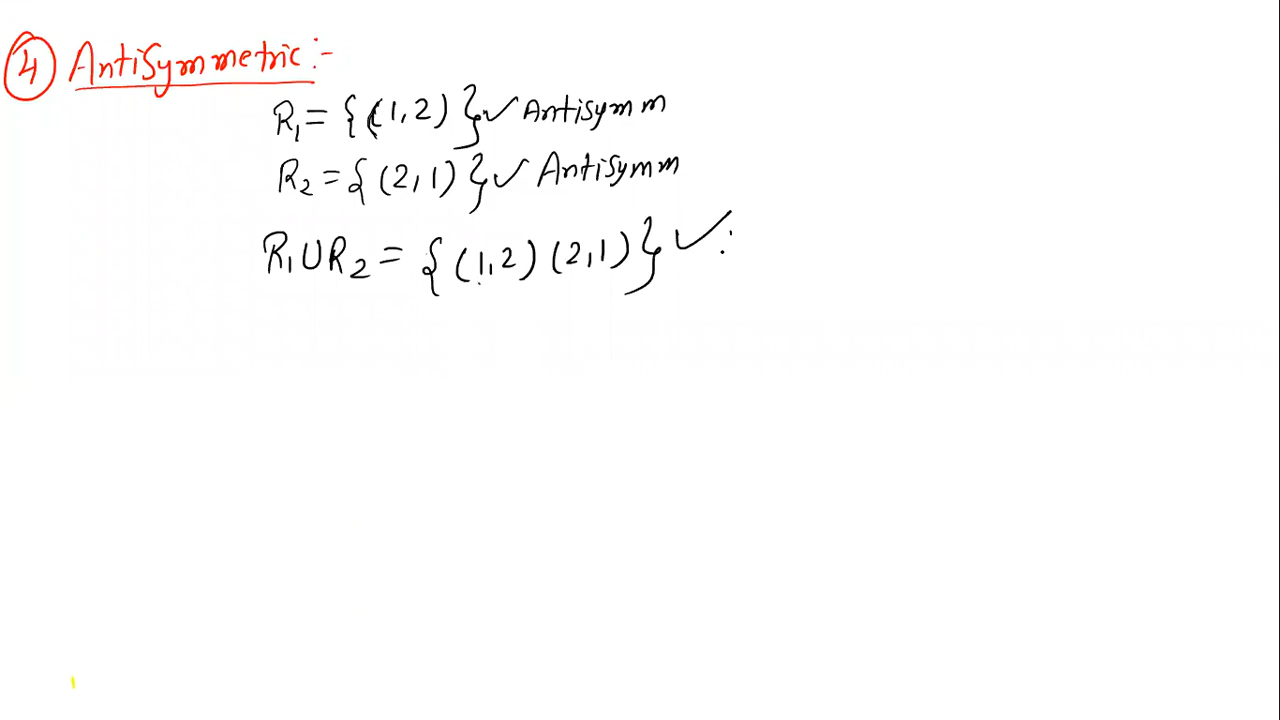 4 AntiSymmetric :-
R₁ = {(1,2)} ✓ Antisymm
R₂ = {(2,1)} ✓ AntiSymm
R₁∪R₂ = {(1,2) (2,1)} ✓